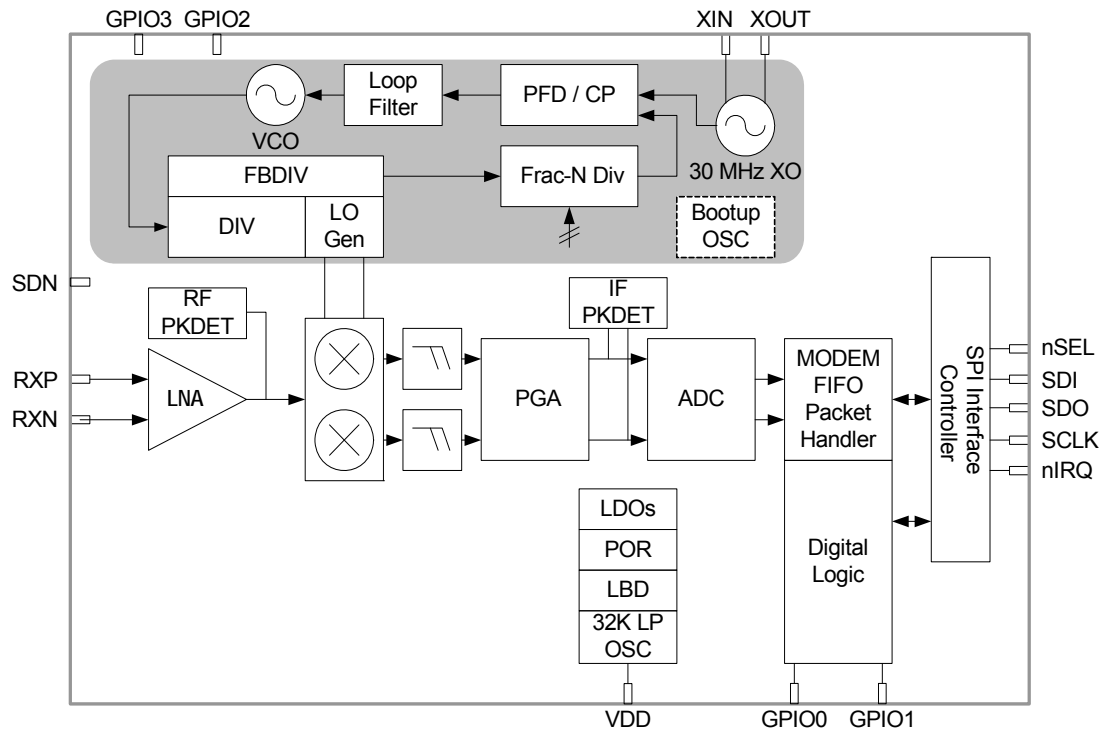 GPIO3 GPIO2
XIN XOUT
Loop
Filter
PFD / CP
VCO
30 MHz XO
FBDIV
Frac-N Div
DIV
LO
Gen
Bootup
OSC
SDN
RF
PKDET
IF
PKDET
RXP
RXN
LNA
PGA
ADC
MODEM
FIFO
Packet
Handler
SPI Interface
Controller
nSEL
SDI
SDO
SCLK
nIRQ
LDOs
POR
LBD
32K LP
OSC
Digital
Logic
VDD
GPIO0 GPIO1